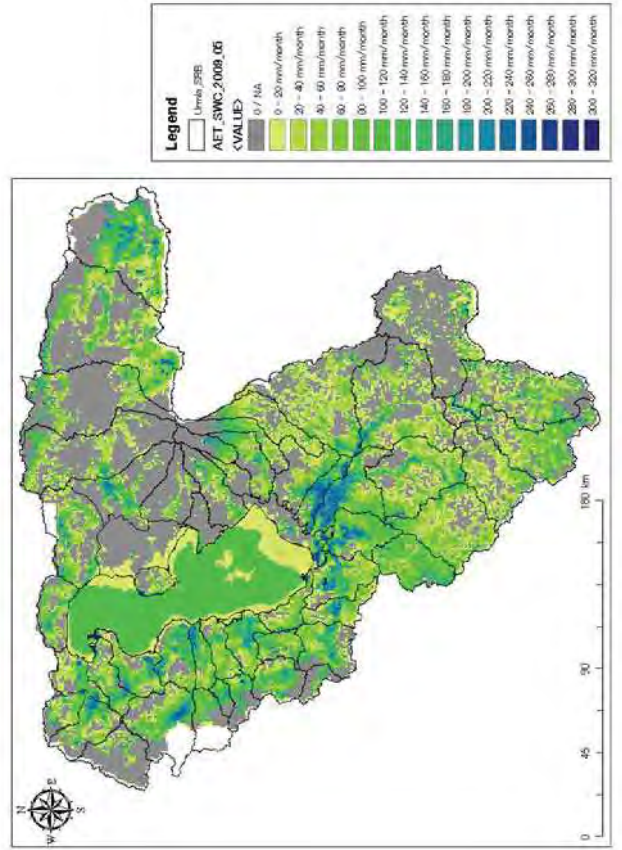 Legend
Urmia_SRB
AET_SWC_2009_05
<VALUE>
0 / NA
0 - 20 mm/month
20 - 40 mm/month
40 - 60 mm/month
60 - 80 mm/month
80 - 100 mm/month
100 - 120 mm/month
120 - 140 mm/month
140 - 160 mm/month
160 - 180 mm/month
180 - 200 mm/month
200 - 220 mm/month
220 - 240 mm/month
240 - 260 mm/month
260 - 280 mm/month
280 - 300 mm/month
300 - 320 mm/month
N
W E
S
0 45 90 180 km